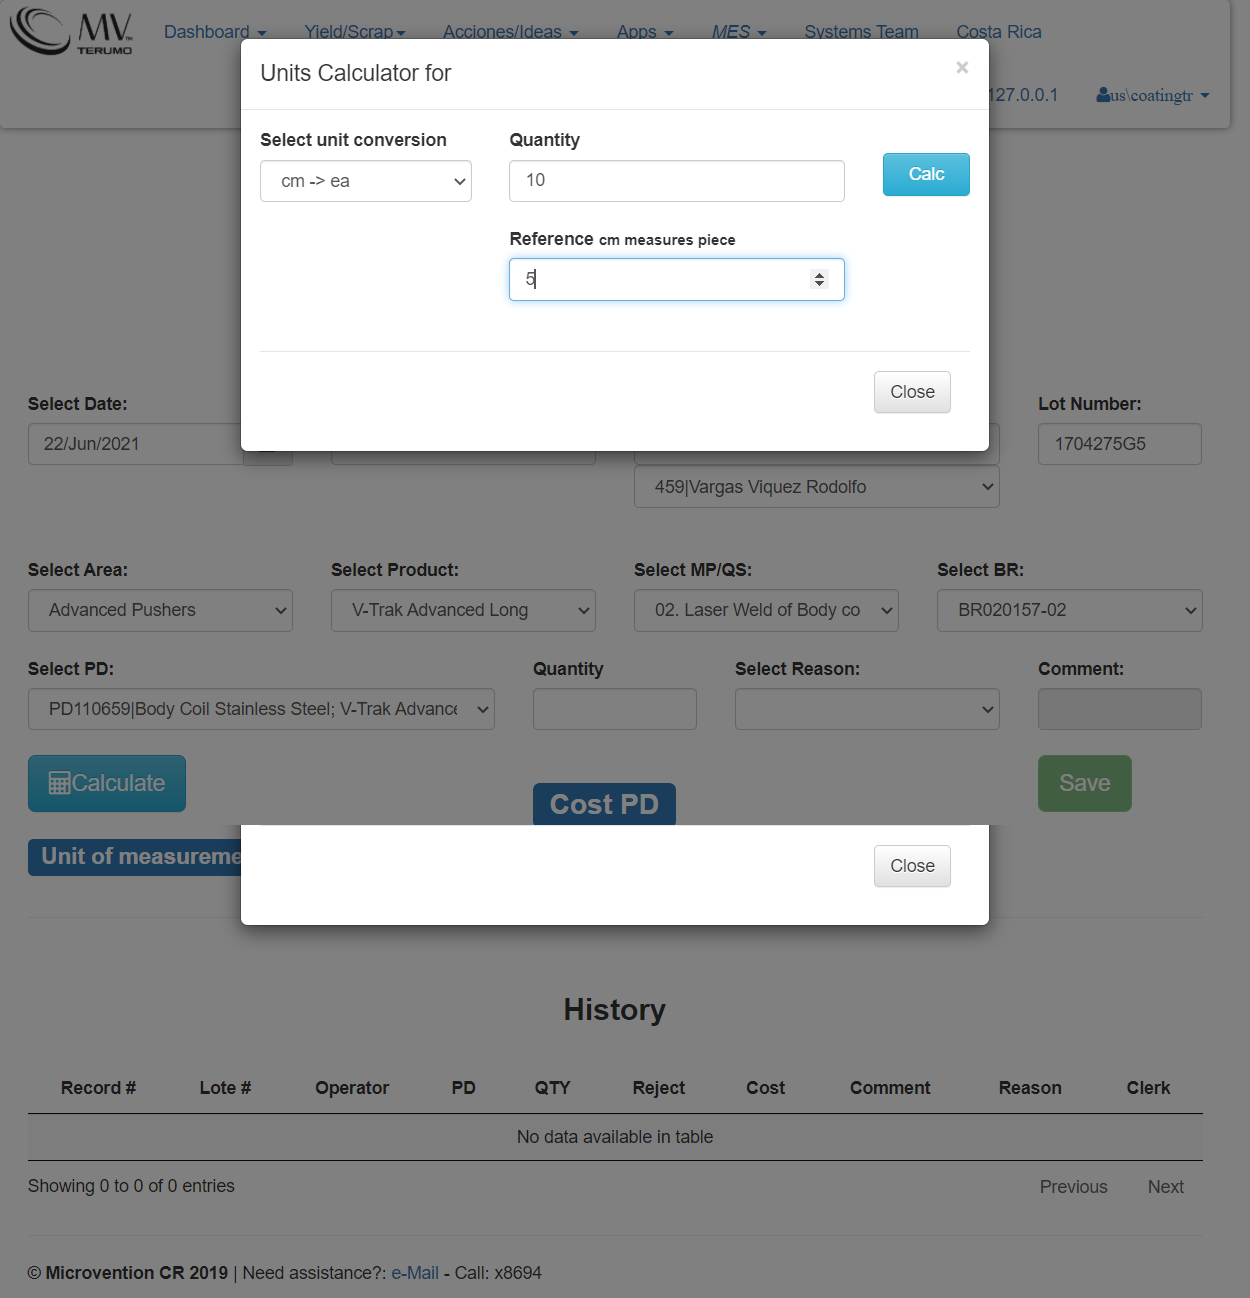 MV™
TERUMO
Dashboard
Yield/Scrap
Acciones/Ideas
Apps
MES
Systems Team
Costa Rica
127.0.0.1
us\coatingtr
Units Calculator for
×
Select unit conversion
Quantity
cm -> ea
10
Calc
Reference cm measures piece
5
Close
Select Date:
Lot Number:
22/Jun/2021
1704275G5
459|Vargas Viquez Rodolfo
Select Area:
Select Product:
Select MP/QS:
Select BR:
Advanced Pushers
V-Trak Advanced Long
02. Laser Weld of Body co
BR020157-02
Select PD:
Quantity
Select Reason:
Comment:
PD110659|Body Coil Stainless Steel; V-Trak Advance
Calculate
Cost PD
Save
Unit of measureme
Close
History
Record #
Lote #
Operator
PD
QTY
Reject
Cost
Comment
Reason
Clerk
No data available in table
Showing 0 to 0 of 0 entries
Previous
Next
© Microvention CR 2019 | Need assistance?: e-Mail - Call: x8694